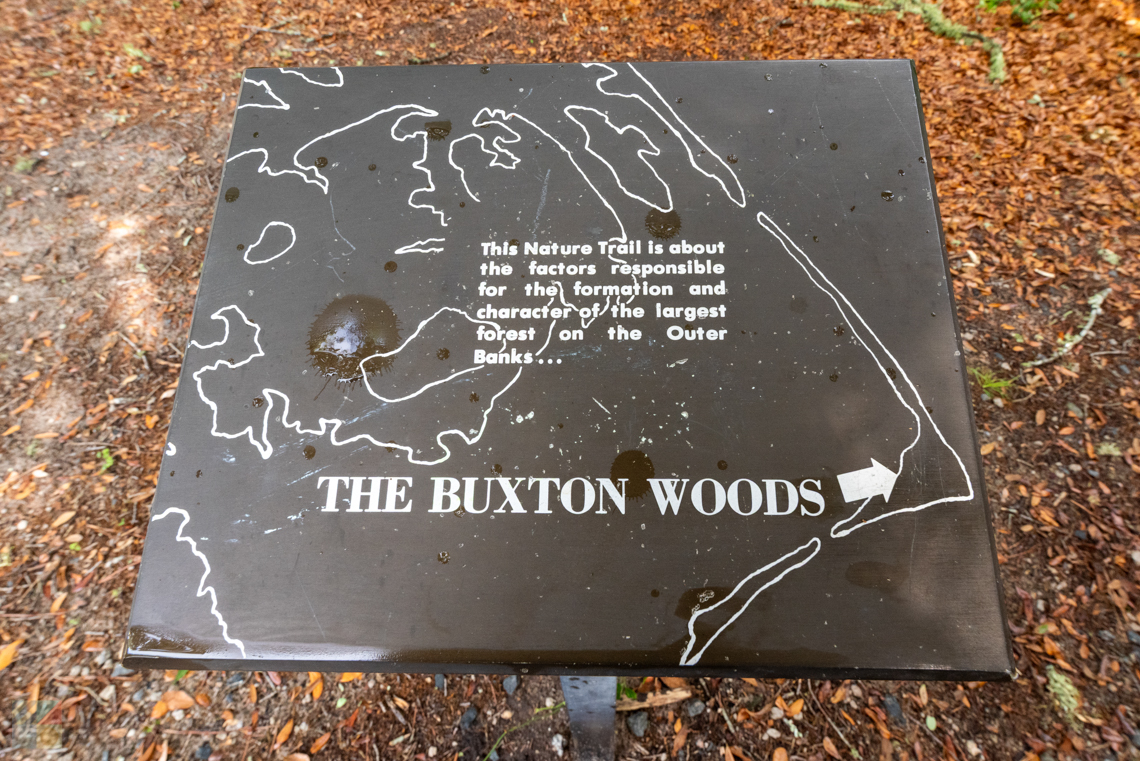 This Nature Trail is about
the factors responsible
for the formation and
character of the largest
forest on the Outer
Banks...
THE BUXTON WOODS